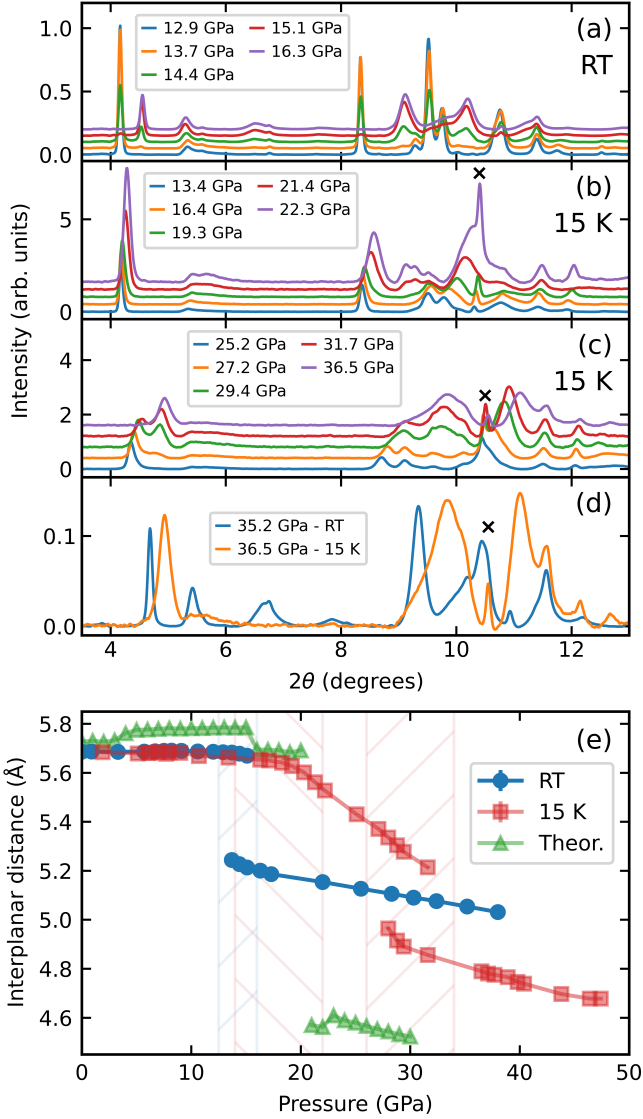 12.9 GPa
13.7 GPa
14.4 GPa
15.1 GPa
16.3 GPa
(a)
RT
1.0
0.5
0.0
13.4 GPa
16.4 GPa
19.3 GPa
21.4 GPa
22.3 GPa
(b)
15 K
5
0
25.2 GPa
27.2 GPa
29.4 GPa
31.7 GPa
36.5 GPa
(c)
15 K
4
2
0
Intensity (arb. units)
35.2 GPa - RT
36.5 GPa - 15 K
(d)
0.1
0.0
4 6 8 10 12
2θ (degrees)
(e)
RT
15 K
Theor.
5.8
5.6
5.4
5.2
5.0
4.8
4.6
Interplanar distance (Å)
0 10 20 30 40 50
Pressure (GPa)